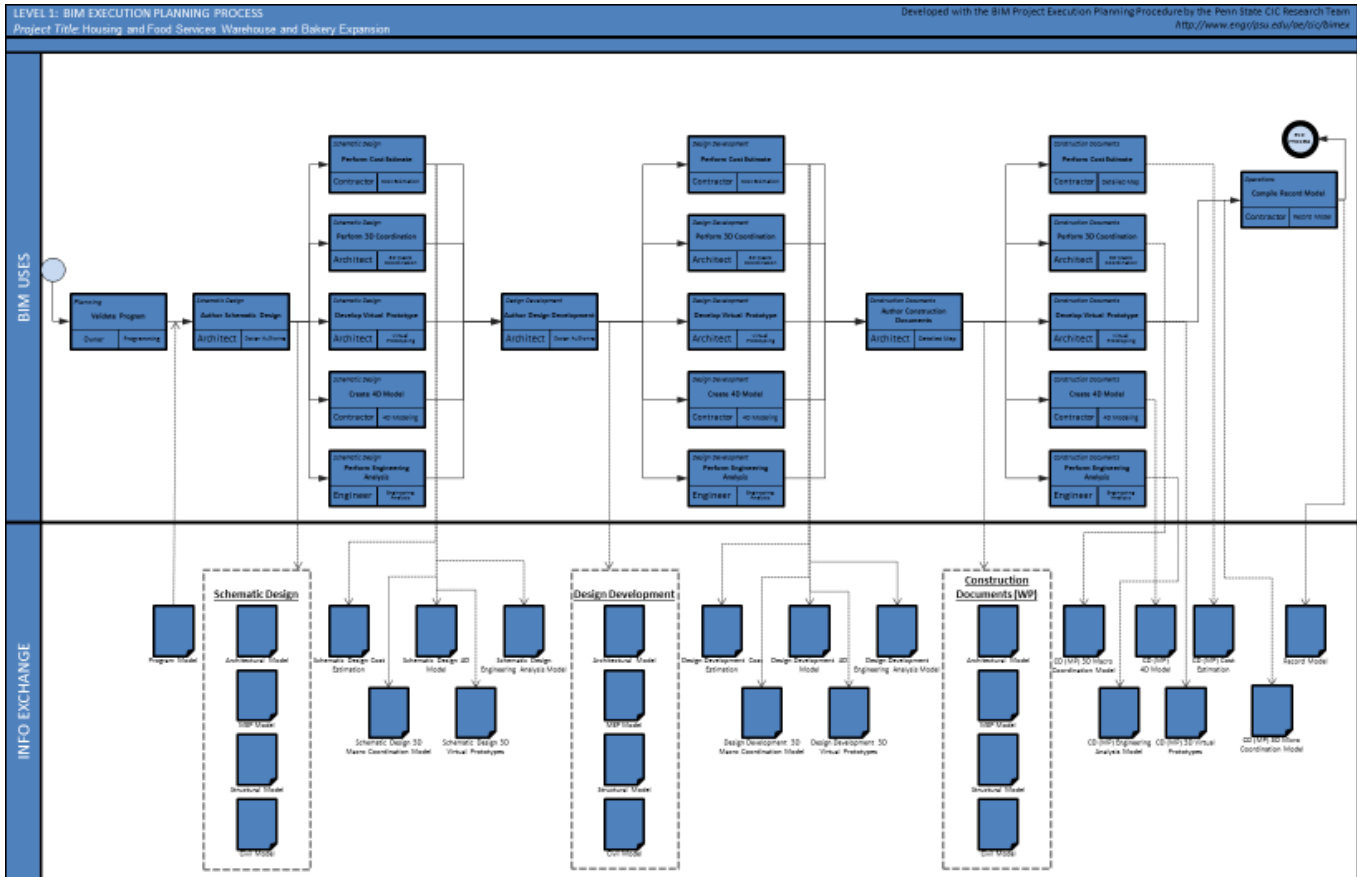 LEVEL 1: BIM EXECUTION PLANNING PROCESS
Project Title: Housing and Food Services Warehouse and Bakery Expansion
Developed with the BIM Project Execution Planning Procedure by the Penn State CIC Research Team
http://www.engr/psu.edu/ae/cic/bimex
BIM USES
Planning
Validate Program
Owner
Programming
Schematic Design
Author Schematic Design
Architect
Schematic Design
Perform Cost Estimate
Contractor
Cost Estimation
Schematic Design
Perform 3D Coordination
Architect
Schematic Design
Develop Virtual Prototype
Architect
Virtual
Prototyping
Schematic Design
Create 4D Model
Contractor
4D Modeling
Schematic Design
Perform Engineering
Analysis
Engineer
Engineering
Analysis
Design Development
Author Design Development
Architect
Design Development
Perform Cost Estimate
Contractor
Cost Estimation
Design Development
Perform 3D Coordination
Architect
Design Development
Develop Virtual Prototype
Architect
Virtual
Prototyping
Design Development
Create 4D Model
Contractor
4D Modeling
Design Development
Perform Engineering
Analysis
Engineer
Engineering
Analysis
Construction Documents
Author Construction
Documents
Architect
Detailed Map
Construction Documents
Perform Cost Estimate
Contractor
Detailed Map
Construction Documents
Perform 3D Coordination
Architect
Construction Documents
Develop Virtual Prototype
Architect
Virtual
Prototyping
Construction Documents
Create 4D Model
Contractor
4D Modeling
Construction Documents
Perform Engineering
Analysis
Engineer
Engineering
Analysis
Operations
Compile Record Model
Contractor
Record Model
INFO EXCHANGE
Program Model
Schematic Design
Architectural Model
MEP Model
Structural Model
Civil Model
Schematic Design Cost
Estimation
Schematic Design 4D
Model
Schematic Design
Engineering Analysis Model
Schematic Design 3D
Macro Coordination Model
Schematic Design 3D
Virtual Prototypes
Design Development
Architectural Model
MEP Model
Structural Model
Civil Model
Design Development Cost
Estimation
Design Development 4D
Model
Design Development
Engineering Analysis Model
Design Development 3D
Macro Coordination Model
Design Development 3D
Virtual Prototypes
Construction
Documents (WP)
Architectural Model
MEP Model
Structural Model
Civil Model
CD (MP) 3D Macro
Coordination Model
CD (MP)
4D Model
CD (MP) Cost
Estimation
Record Model
CD (MP) Engineering
Analysis Model
CD (MP) 3D Virtual
Prototypes
CD (MP) 3D Micro
Coordination Model